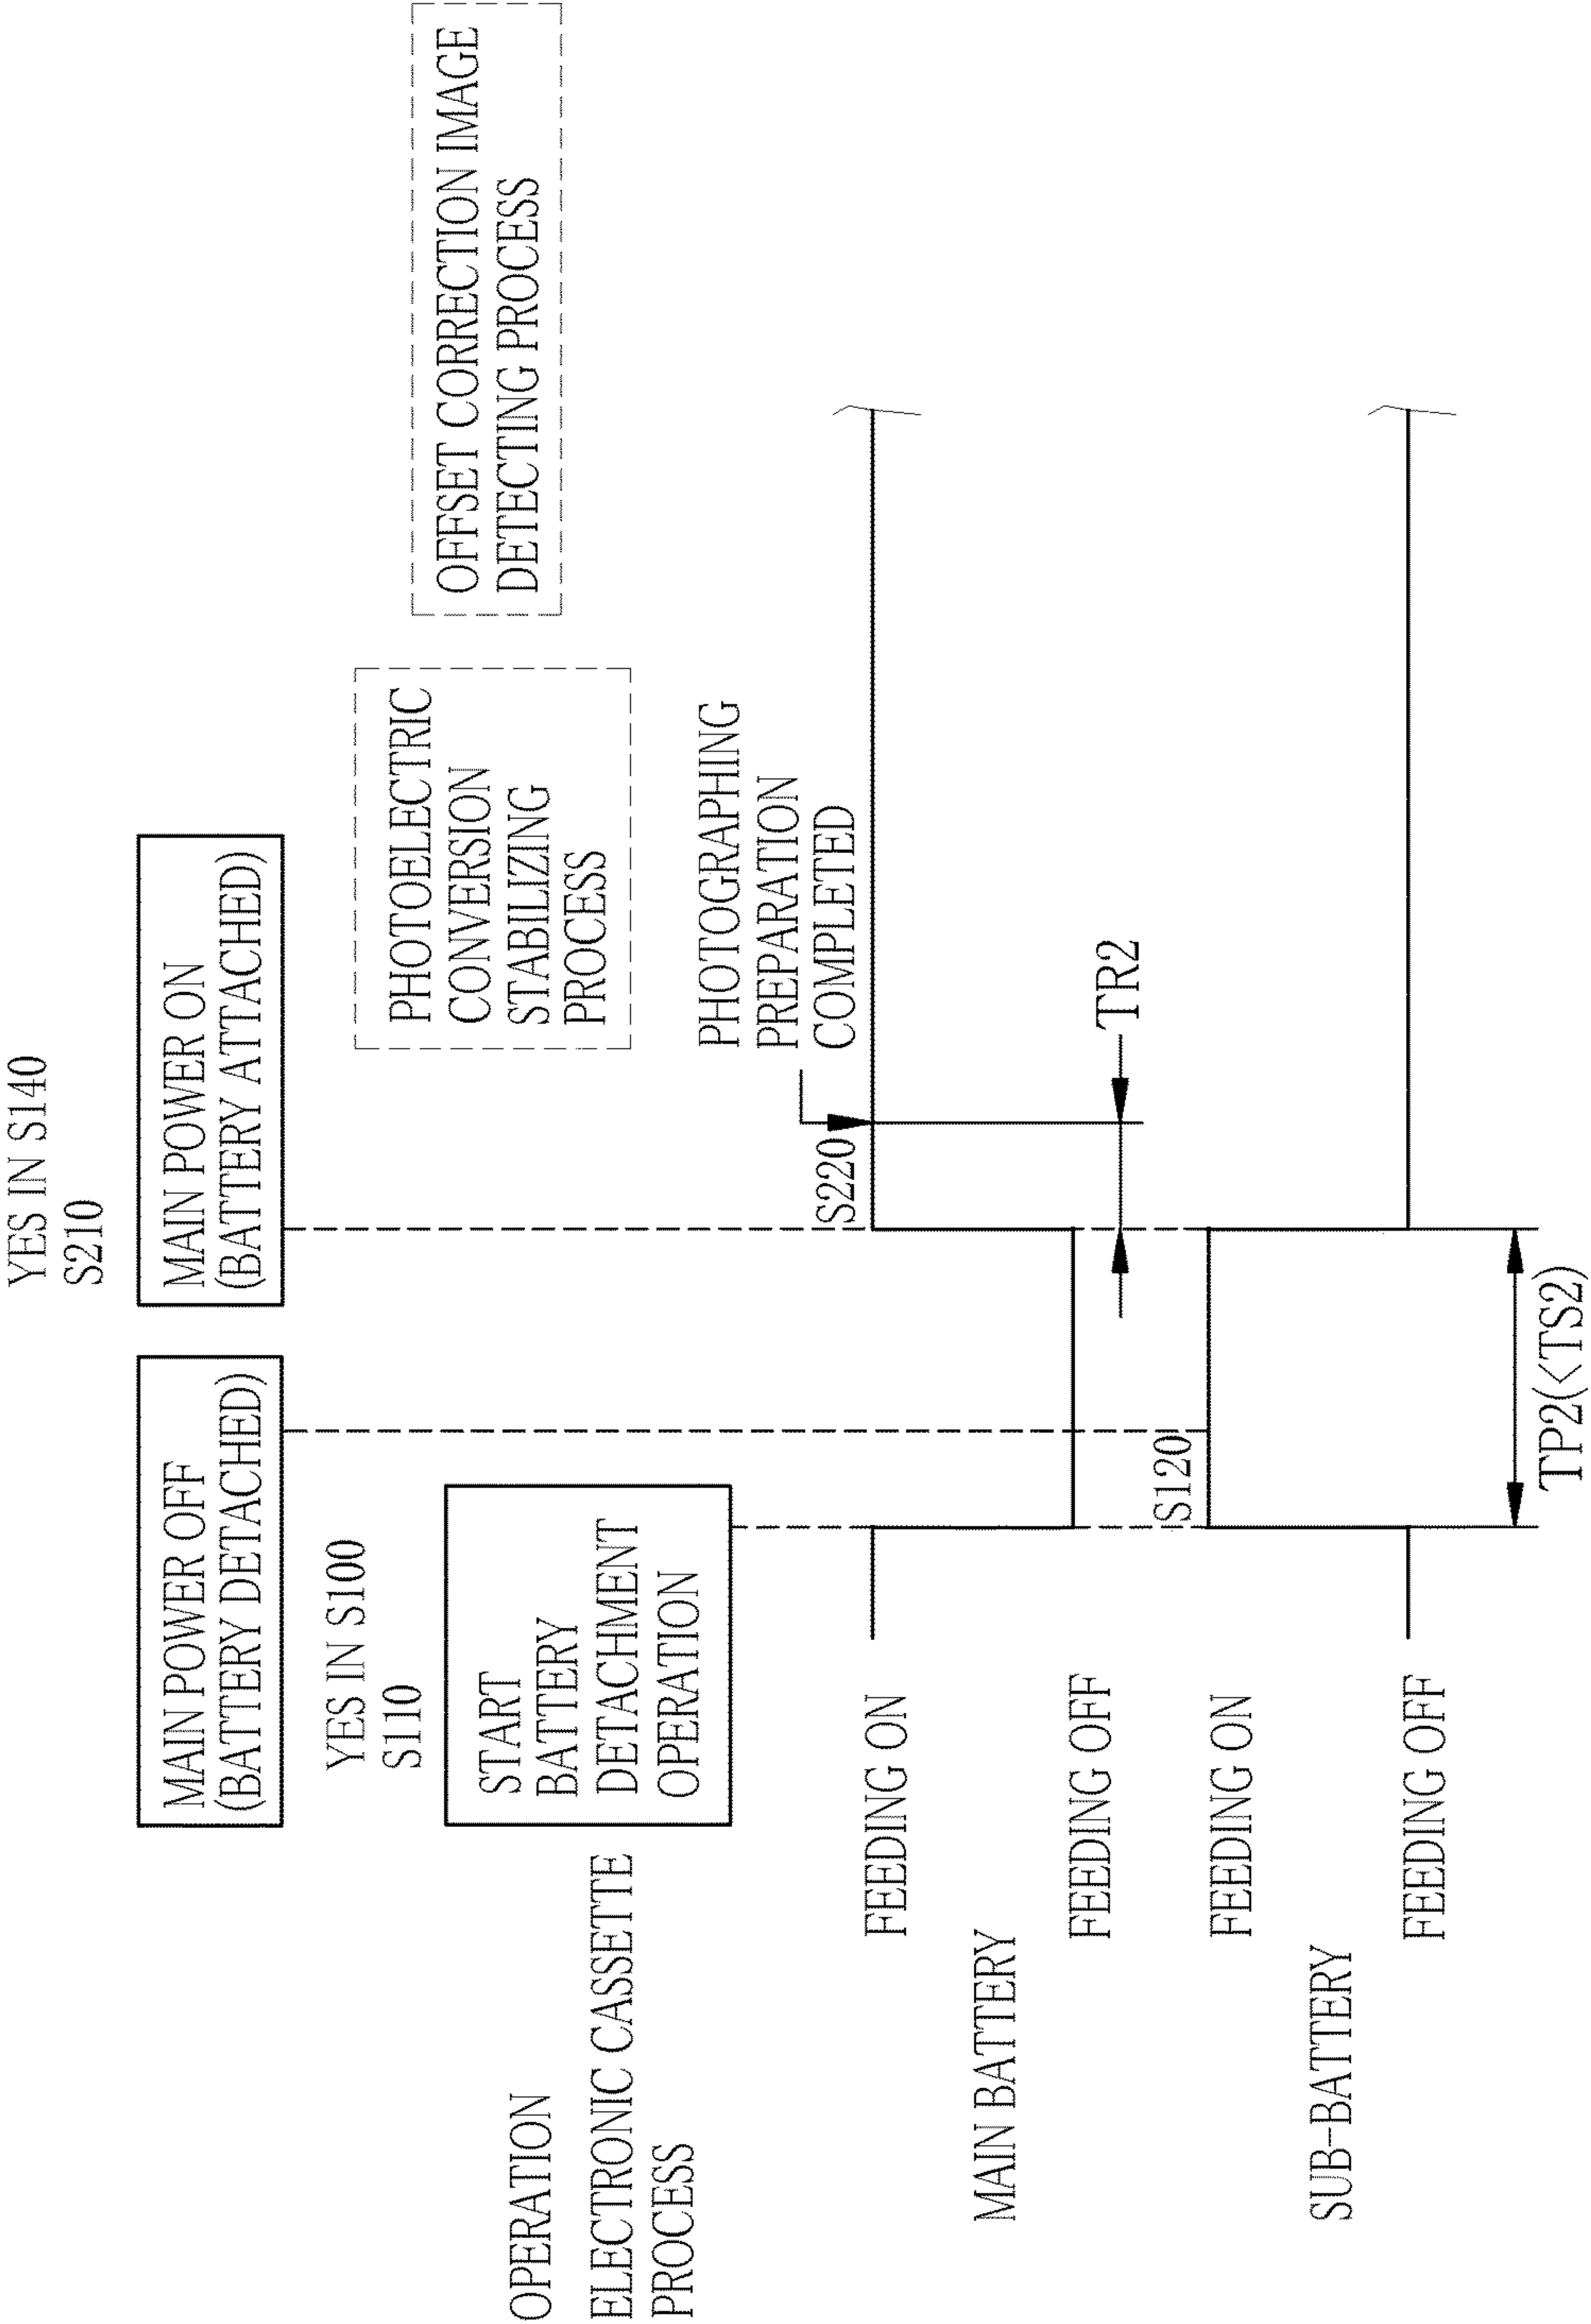 YES IN S140
S210
MAIN POWER OFF
(BATTERY DETACHED)
MAIN POWER ON
(BATTERY ATTACHED)
YES IN S100
S110
OPERATION
ELECTRONIC CASSETTE
PROCESS
START
BATTERY
DETACHMENT
OPERATION
PHOTOELECTRIC
CONVERSION
STABILIZING
PROCESS
OFFSET CORRECTION IMAGE
DETECTING PROCESS
PHOTOGRAPHING
PREPARATION
COMPLETED
S220
MAIN BATTERY
FEEDING ON
FEEDING OFF
TR2
S120
SUB-BATTERY
FEEDING ON
FEEDING OFF
TP2(<TS2)